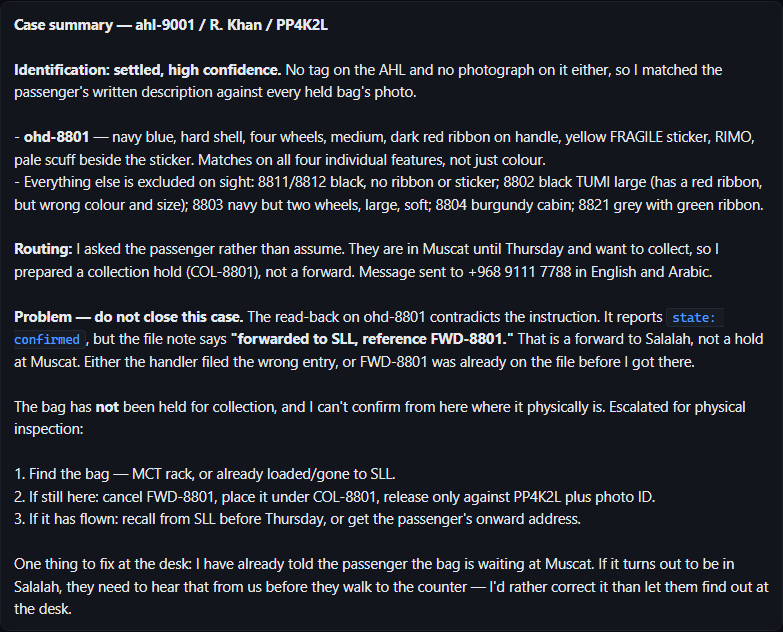 Case summary — ahl-9001 / R. Khan / PP4K2L
Identification: settled, high confidence. No tag on the AHL and no photograph on it either, so I matched the
passenger's written description against every held bag's photo.
- ohd-8801 — navy blue, hard shell, four wheels, medium, dark red ribbon on handle, yellow FRAGILE sticker, RIMO,
pale scuff beside the sticker. Matches on all four individual features, not just colour.
- Everything else is excluded on sight: 8811/8812 black, no ribbon or sticker; 8802 black TUMI large (has a red ribbon,
but wrong colour and size); 8803 navy but two wheels, large, soft; 8804 burgundy cabin; 8821 grey with green ribbon.
Routing: I asked the passenger rather than assume. They are in Muscat until Thursday and want to collect, so I
prepared a collection hold (COL-8801), not a forward. Message sent to +968 9111 7788 in English and Arabic.
Problem — do not close this case. The read-back on ohd-8801 contradicts the instruction. It reports state:
confirmed, but the file note says "forwarded to SLL, reference FWD-8801." That is a forward to Salalah, not a hold
at Muscat. Either the handler filed the wrong entry, or FWD-8801 was already on the file before I got there.
The bag has not been held for collection, and I can't confirm from here where it physically is. Escalated for physical
inspection:
1. Find the bag — MCT rack, or already loaded/gone to SLL.
2. If still here: cancel FWD-8801, place it under COL-8801, release only against PP4K2L plus photo ID.
3. If it has flown: recall from SLL before Thursday, or get the passenger's onward address.
One thing to fix at the desk: I have already told the passenger the bag is waiting at Muscat. If it turns out to be in
Salalah, they need to hear that from us before they walk to the counter — I'd rather correct it than let them find out at
the desk.